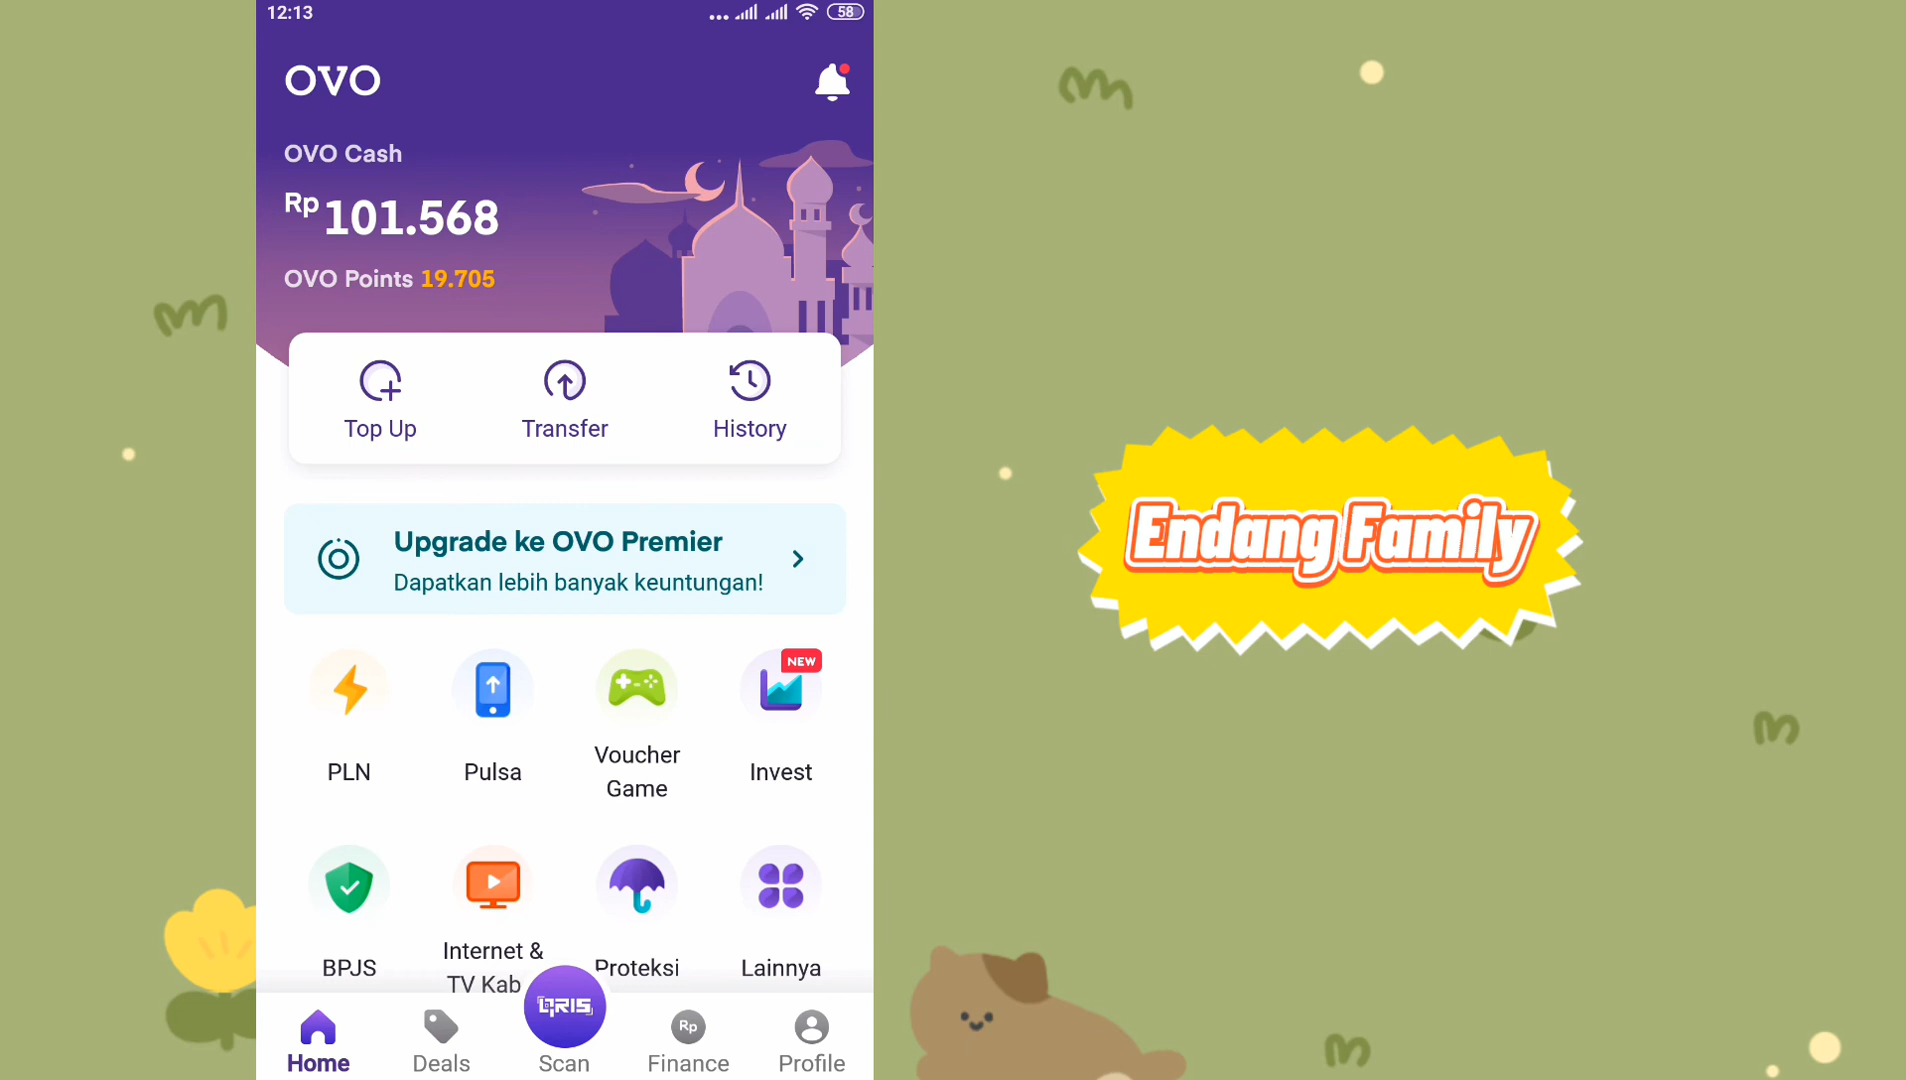 12:13
58
OVO
OVO Cash
Rp 101.568
OVO Points 19.705
Top Up
Transfer
History
Upgrade ke OVO Premier
Dapatkan lebih banyak keuntungan!
NEW
PLN
Pulsa
Voucher
Game
Invest
BPJS
Internet &
TV Kab
Proteksi
Lainnya
QRIS
Home
Deals
Scan
Rp
Finance
Profile
Endang Family